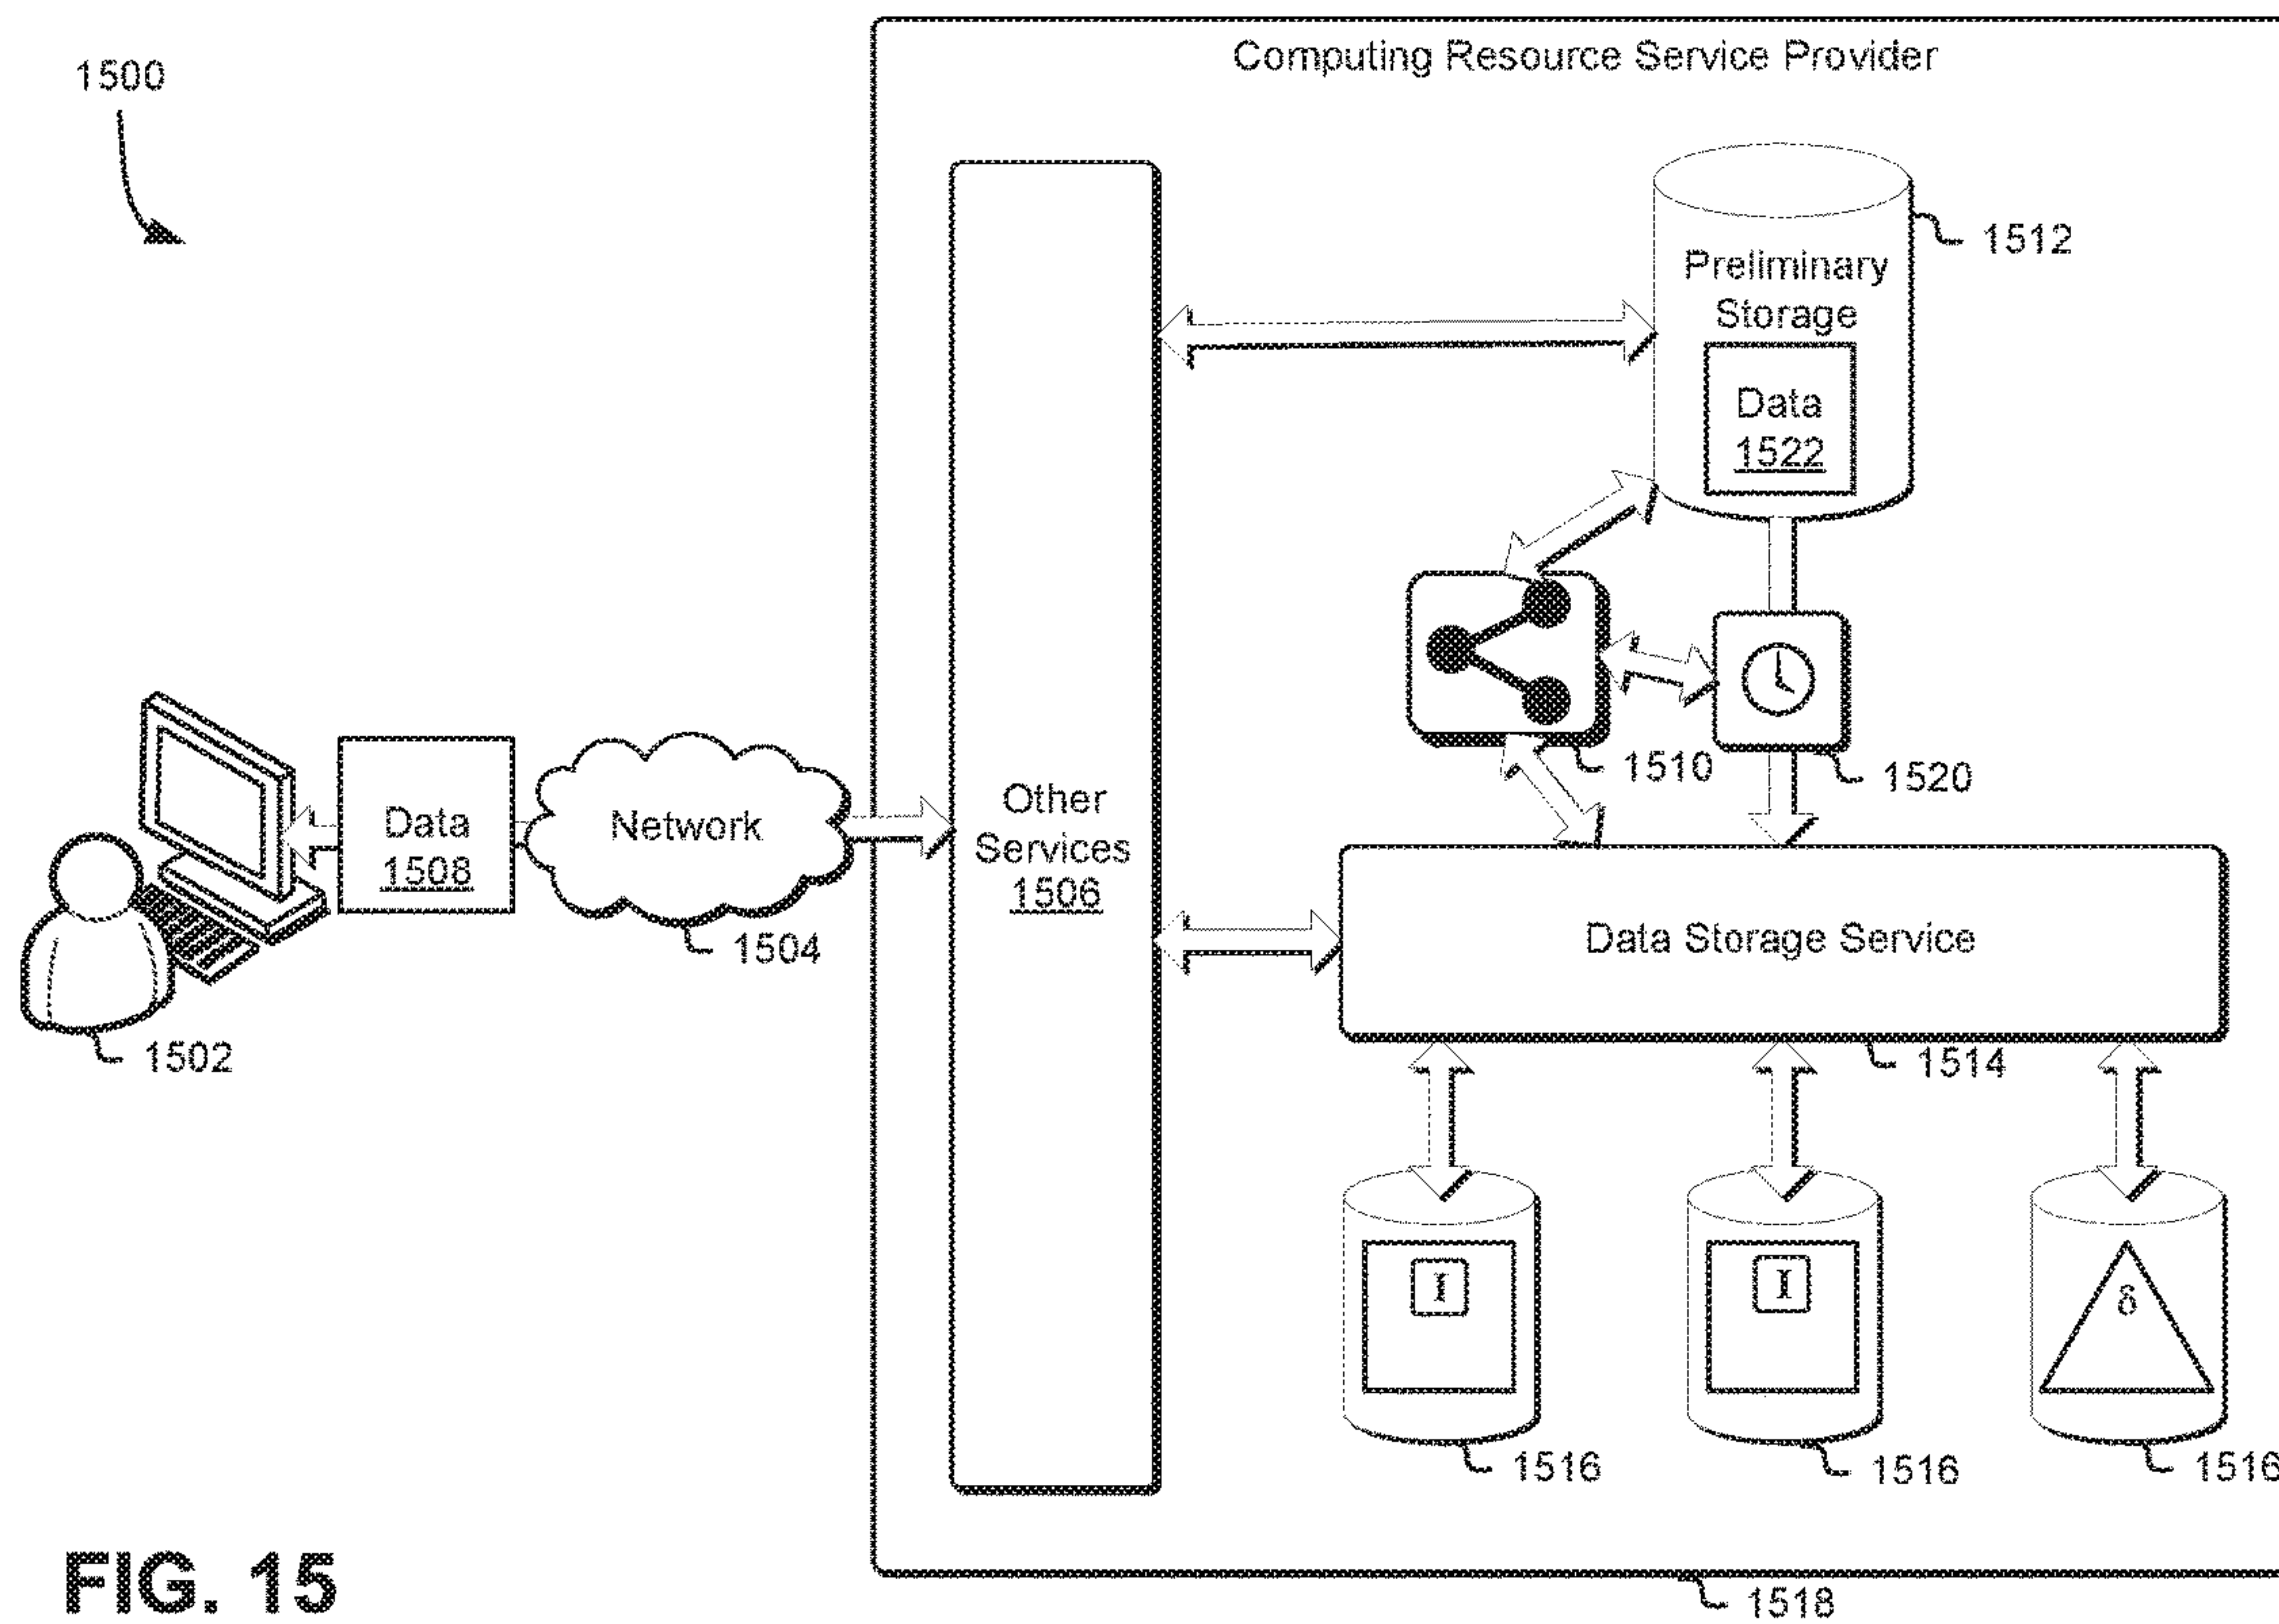 Computing Resource Service Provider
1500
1512
Preliminary
Storage
Data
1522
1510
1520
Data
1508
Network
1504
Other
Services
1506
Data Storage Service
1502
1514
I
I
δ
1516
1516
1516
FIG. 15
1518